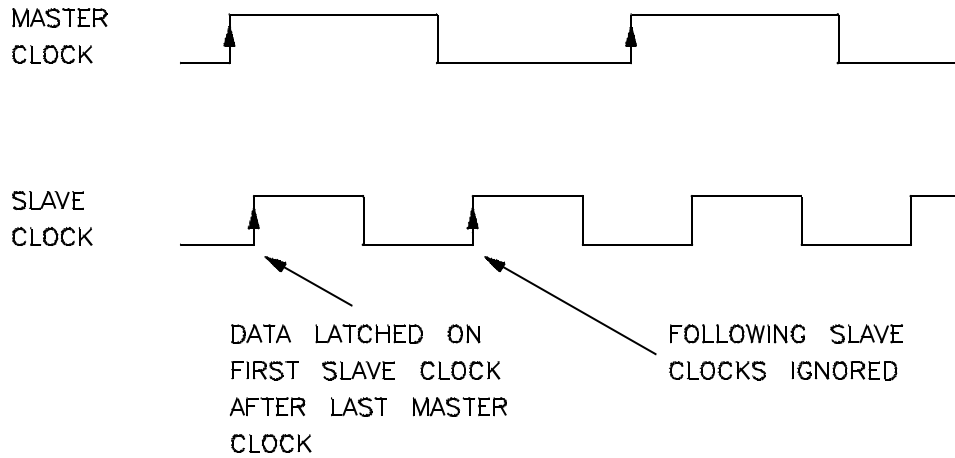 MASTER
CLOCK
SLAVE
CLOCK
DATA LATCHED ON
FIRST SLAVE CLOCK
AFTER LAST MASTER
CLOCK
FOLLOWING SLAVE
CLOCKS IGNORED